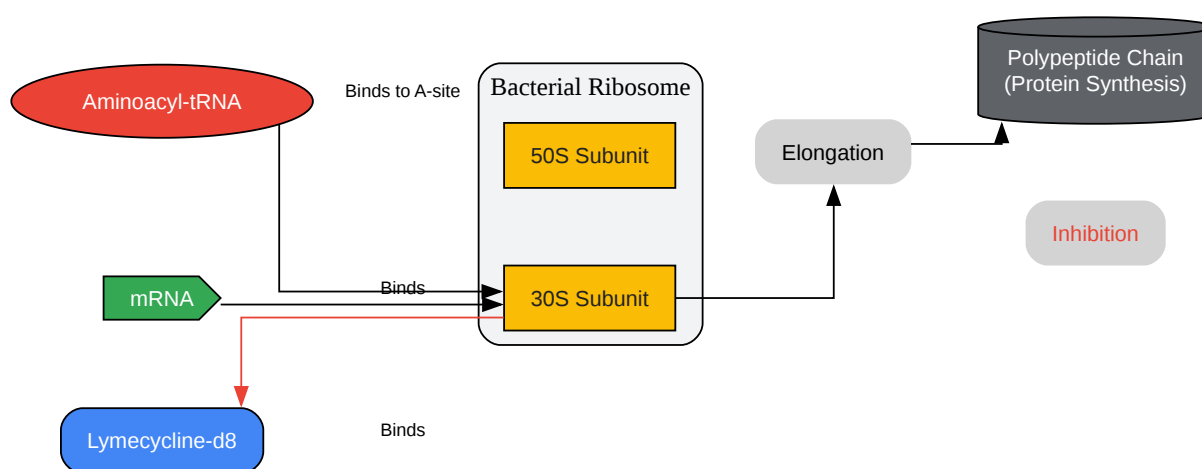 Polypeptide Chain
(Protein Synthesis)
Bacterial Ribosome
Aminoacyl-tRNA
Binds to A-site
50S Subunit
Elongation
Inhibition
mRNA
Binds
30S Subunit
Lymecycline-d8
Binds